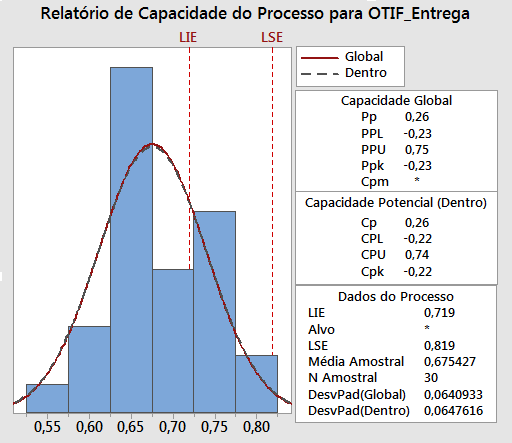 Relatório de Capacidade do Processo para OTIF_Entrega
LIE LSE
Global
Dentro
Capacidade Global
Pp 0,26
PPL -0,23
PPU 0,75
Ppk -0,23
Cpm *
Capacidade Potencial (Dentro)
Cp 0,26
CPL -0,22
CPU 0,74
Cpk -0,22
Dados do Processo
LIE 0,719
Alvo *
LSE 0,819
Média Amostral 0,675427
N Amostral 30
DesvPad(Global) 0,0640933
DesvPad(Dentro) 0,0647616
0,55 0,60 0,65 0,70 0,75 0,80